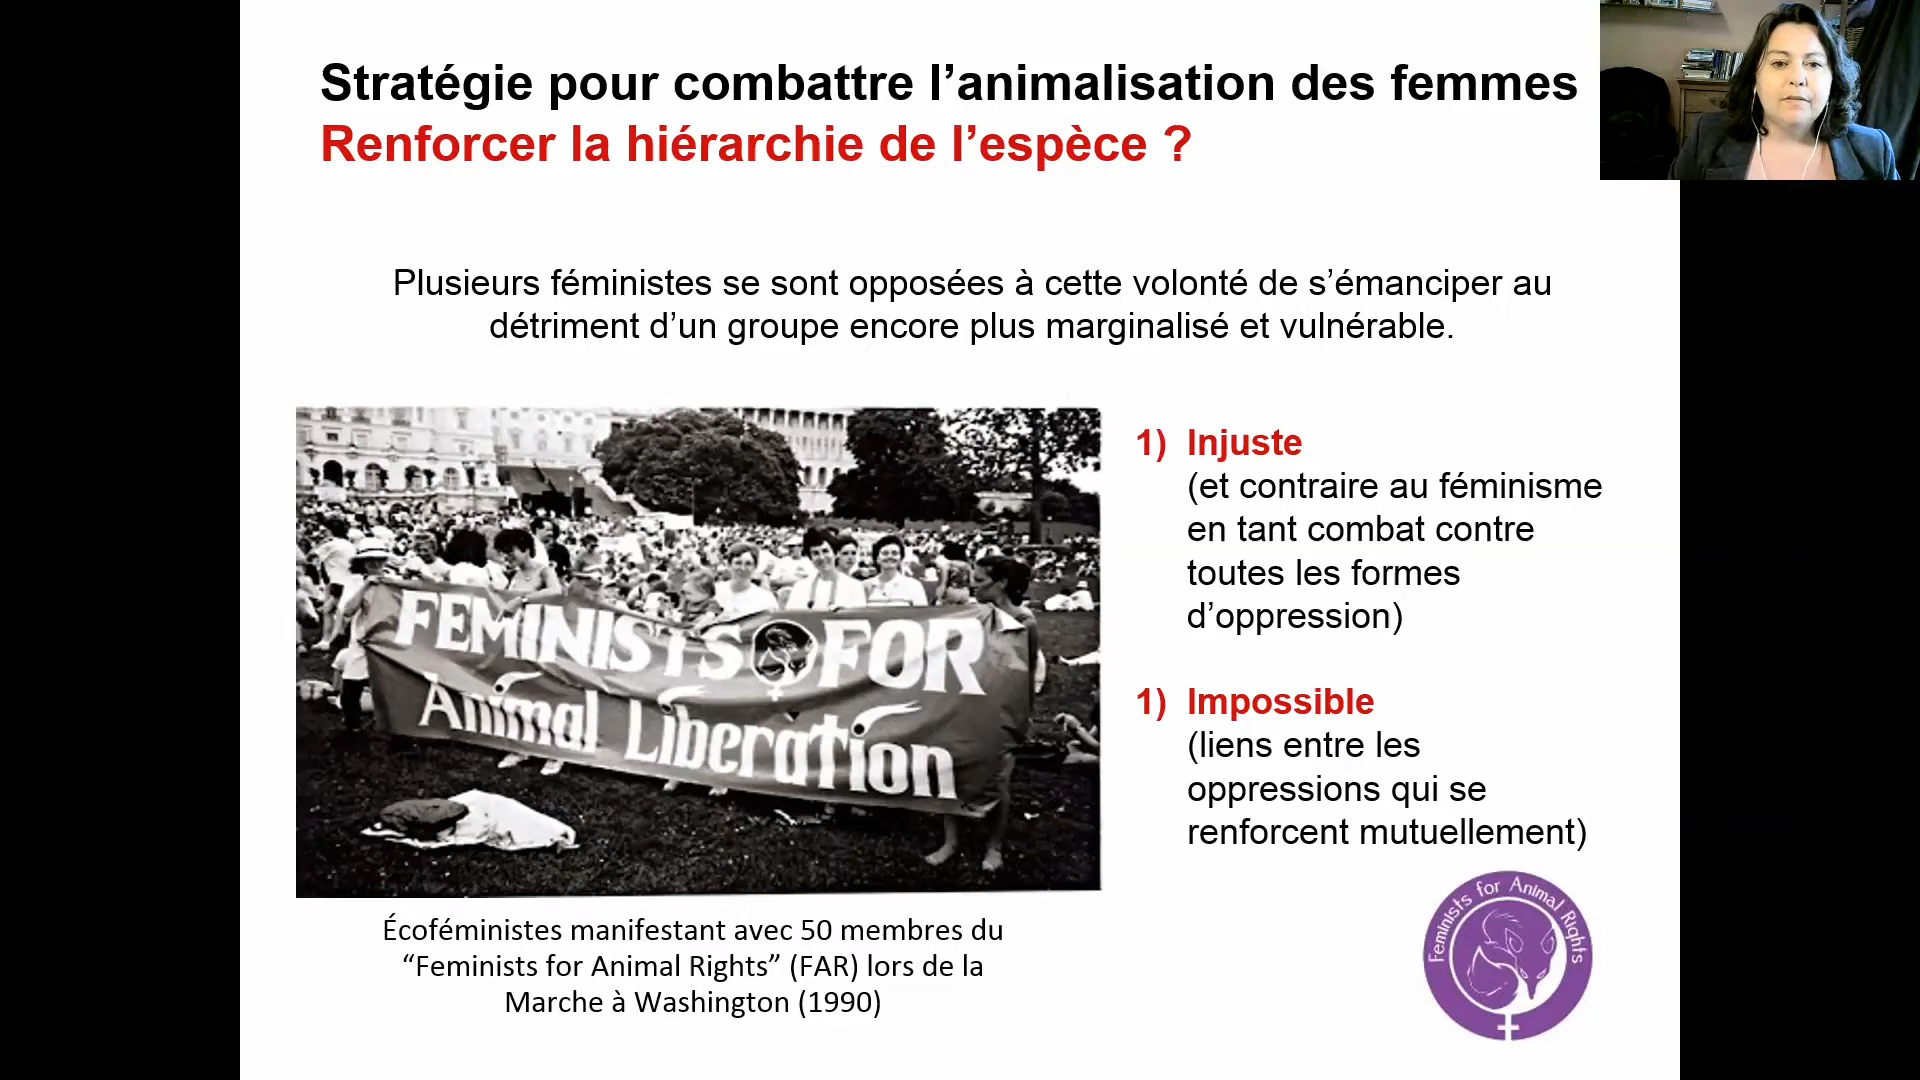 Stratégie pour combattre l’animalisation des femmes
Renforcer la hiérarchie de l’espèce ?
Plusieurs féministes se sont opposées à cette volonté de s’émanciper au
détriment d’un groupe encore plus marginalisé et vulnérable.
FEMINISTS FOR
Animal Liberation
1) Injuste
(et contraire au féminisme
en tant combat contre
toutes les formes
d’oppression)
1) Impossible
(liens entre les
oppressions qui se
renforcent mutuellement)
Écoféministes manifestant avec 50 membres du
“Feminists for Animal Rights” (FAR) lors de la
Marche à Washington (1990)
Feminists for Animal Rights